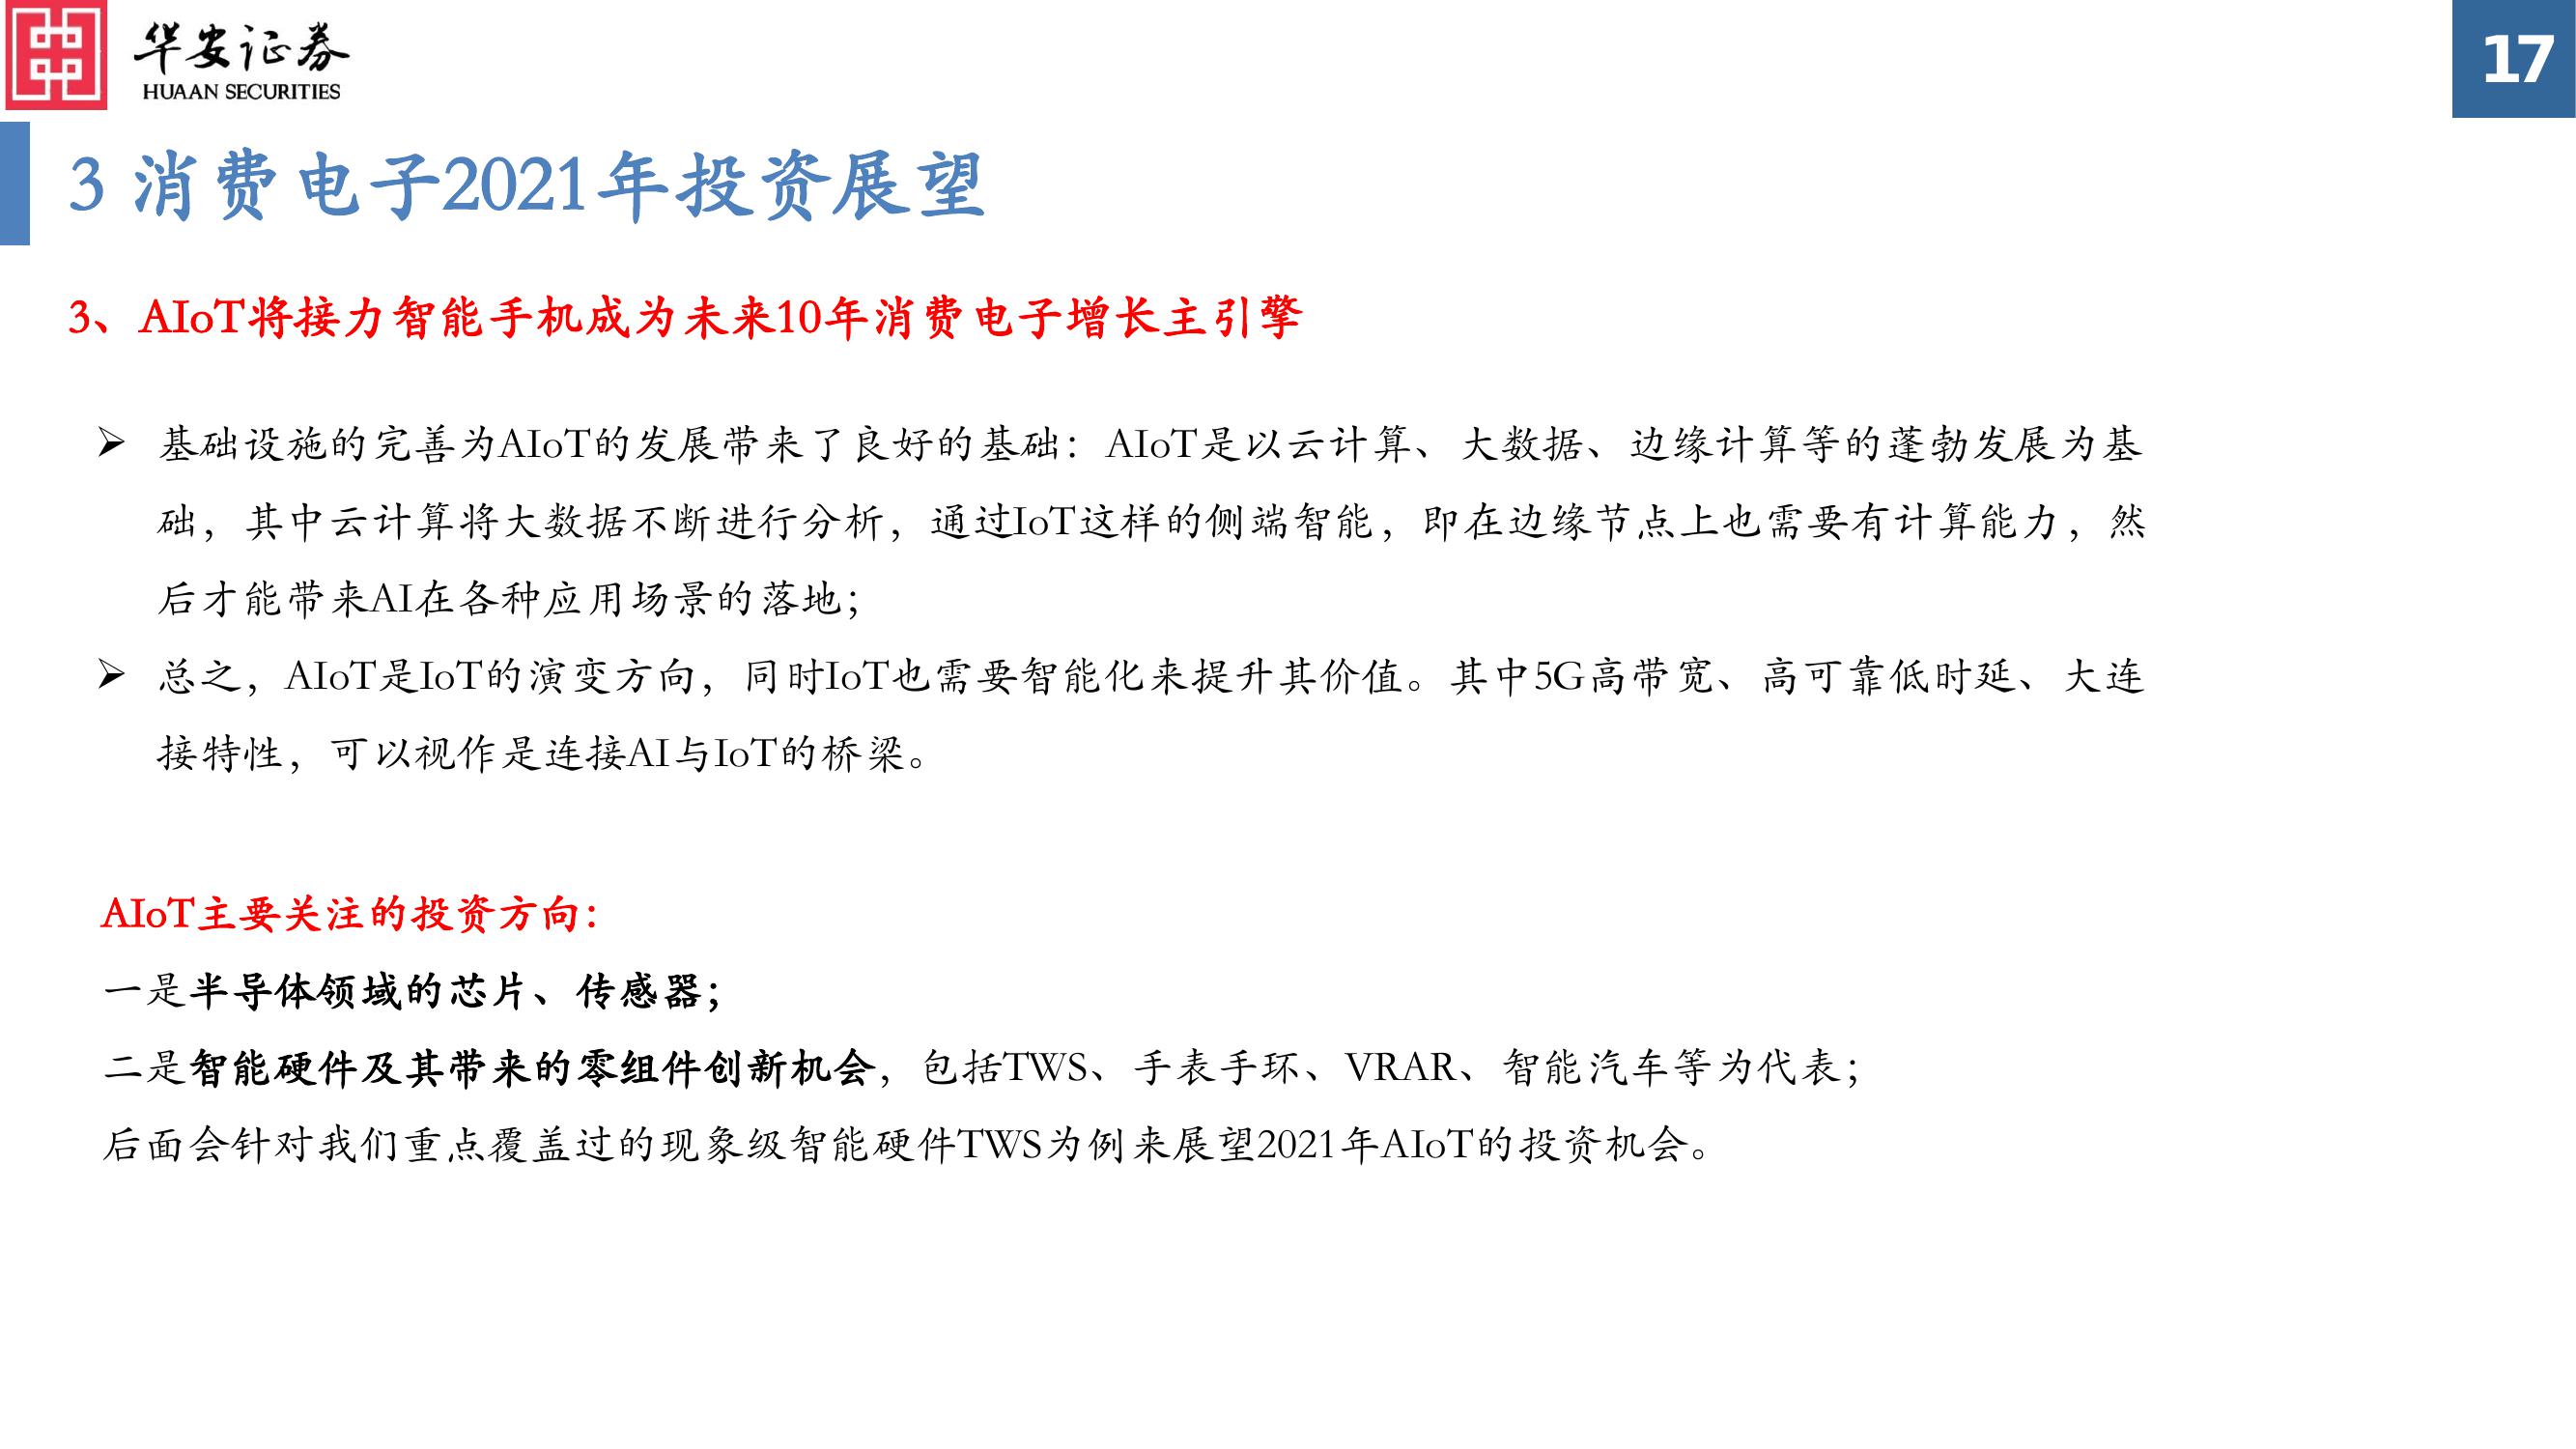 华安证券
HUAAN SECURITIES
17
3 消费电子2021年投资展望
3、AIoT将接力智能手机成为未来10年消费电子增长主引擎
➢ 基础设施的完善为AIoT的发展带来了良好的基础：AIoT是以云计算、大数据、边缘计算等的蓬勃发展为基
础，其中云计算将大数据不断进行分析，通过IoT这样的侧端智能，即在边缘节点上也需要有计算能力，然
后才能带来AI在各种应用场景的落地；
➢ 总之，AIoT是IoT的演变方向，同时IoT也需要智能化来提升其价值。其中5G高带宽、高可靠低时延、大连
接特性，可以视作是连接AI与IoT的桥梁。
AIoT主要关注的投资方向：
一是半导体领域的芯片、传感器；
二是智能硬件及其带来的零组件创新机会，包括TWS、手表手环、VRAR、智能汽车等为代表；
后面会针对我们重点覆盖过的现象级智能硬件TWS为例来展望2021年AIoT的投资机会。